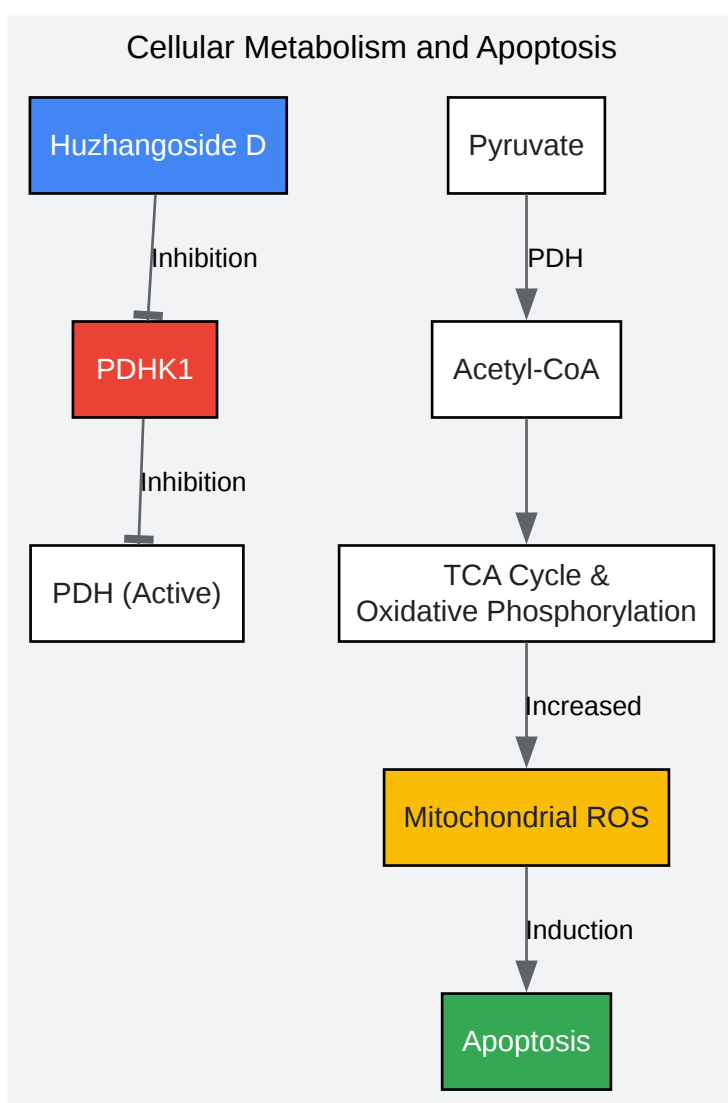 Cellular Metabolism and Apoptosis
Huzhangoside D
Inhibition
PDHK1
Inhibition
PDH (Active)
Pyruvate
PDH
Acetyl-CoA
TCA Cycle &
Oxidative Phosphorylation
Increased
Mitochondrial ROS
Induction
Apoptosis